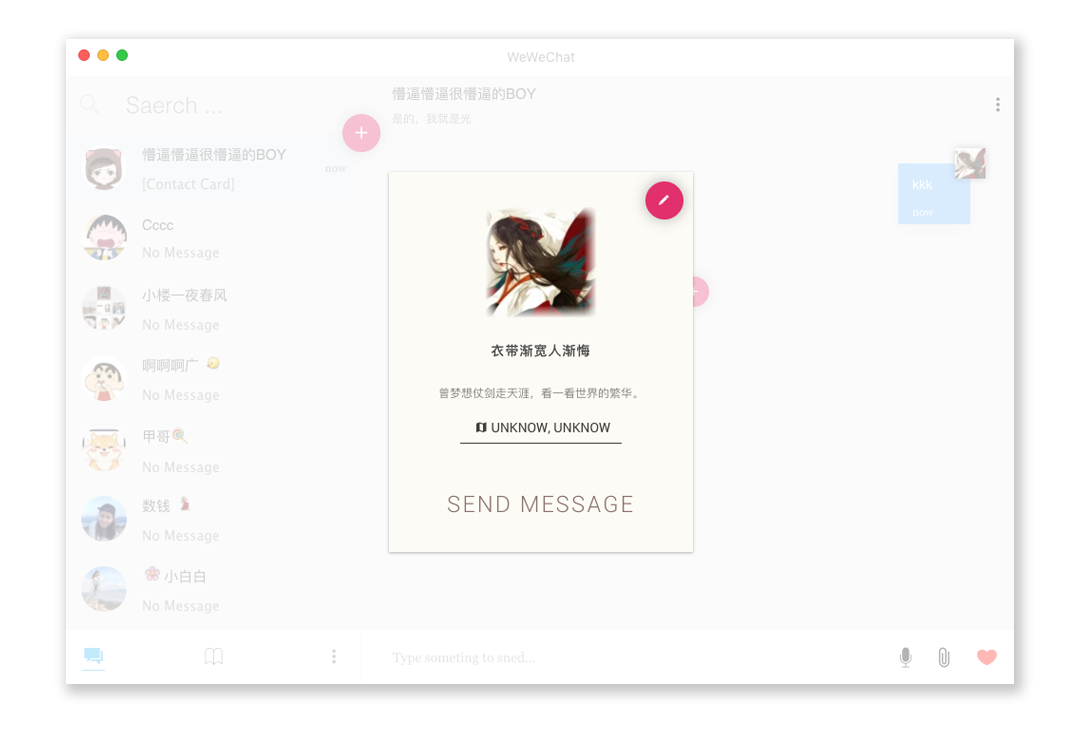 WeWeChat
Saerch ...
懵逼懵逼很懵逼的BOY
[Contact Card]
now
Cccc
No Message
小楼一夜春风
No Message
啊啊啊广
No Message
甲哥🍭
No Message
数钱 💃
No Message
🌸小白白
No Message
懵逼懵逼很懵逼的BOY
是的，我就是光
kkk
now
衣带渐宽人渐悔
曾梦想仗剑走天涯，看一看世界的繁华。
UNKNOW, UNKNOW
SEND MESSAGE
Type someting to sned...